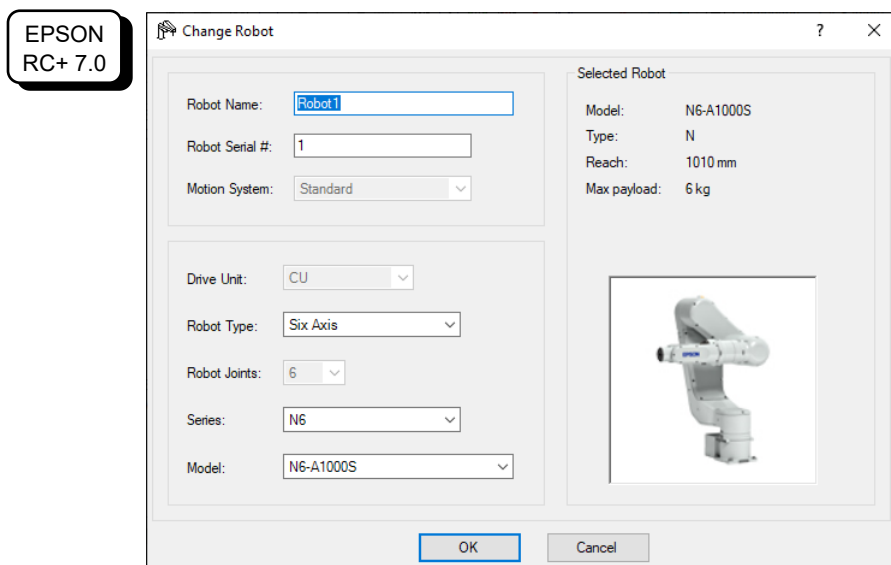 EPSON
RC+ 7.0
Change Robot
?
Robot Name: Robot1
Robot Serial #: 1
Motion System: Standard
Drive Unit: CU
Robot Type: Six Axis
Robot Joints: 6
Series: N6
Model: N6-A1000S
Selected Robot
Model: N6-A1000S
Type: N
Reach: 1010 mm
Max payload: 6 kg
EPSON
OK
Cancel